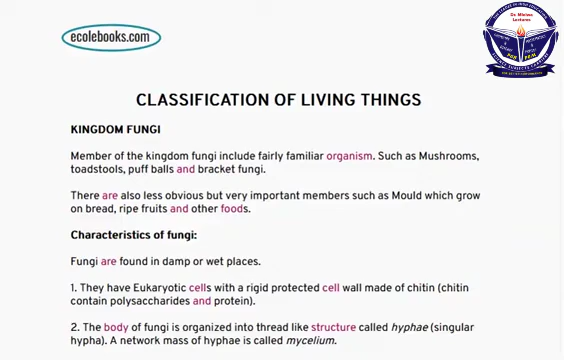 ecolebooks.com
Dr. Mlelwa
Lectures
PGR PRM
CLASSIFICATION OF LIVING THINGS
KINGDOM FUNGI
Member of the kingdom fungi include fairly familiar organism. Such as Mushrooms,
toadstools, puff balls and bracket fungi.
There are also less obvious but very important members such as Mould which grow
on bread, ripe fruits and other foods.
Characteristics of fungi:
Fungi are found in damp or wet places.
1. They have Eukaryotic cells with a rigid protected cell wall made of chitin (chitin
contain polysaccharides and protein).
2. The body of fungi is organized into thread like structure called hyphae (singular
hypha). A network mass of hyphae is called mycelium.